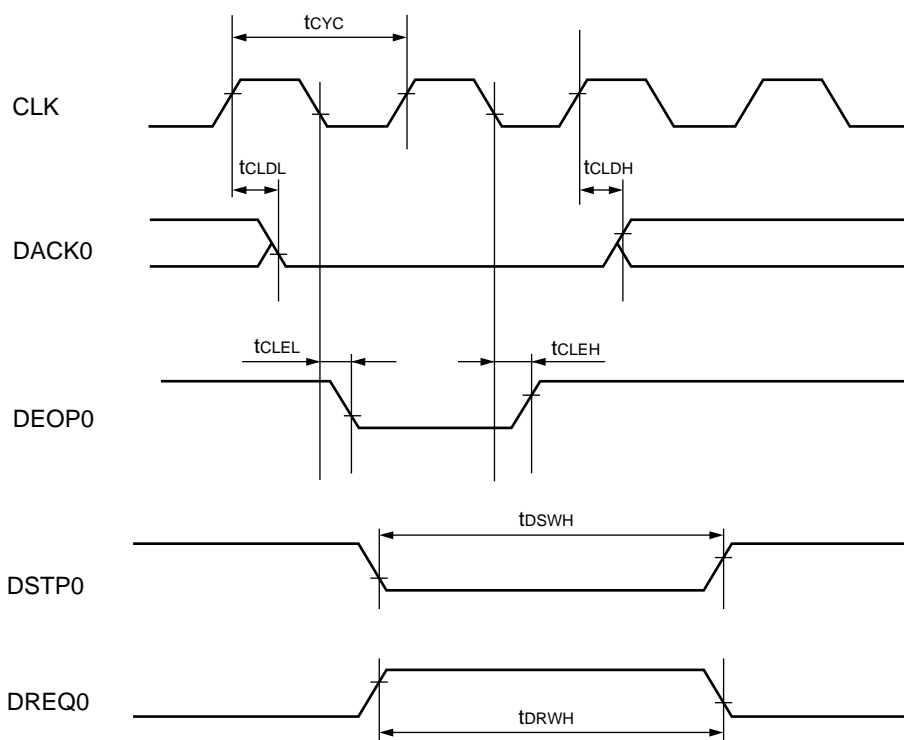 tCYC
CLK
tCLDL
tCLDH
DACK0
tCLEL
tCLEH
DEOP0
tDSWH
DSTP0
DREQ0
tDRWH